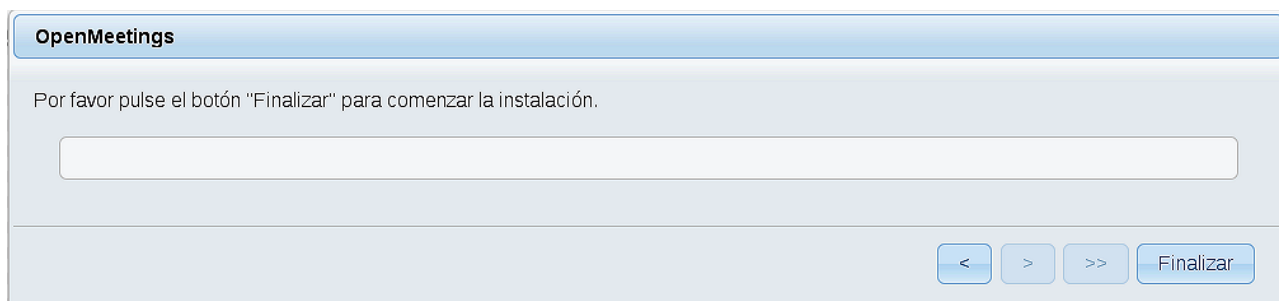 OpenMeetings
Por favor pulse el botón "Finalizar" para comenzar la instalación.
< > >> Finalizar